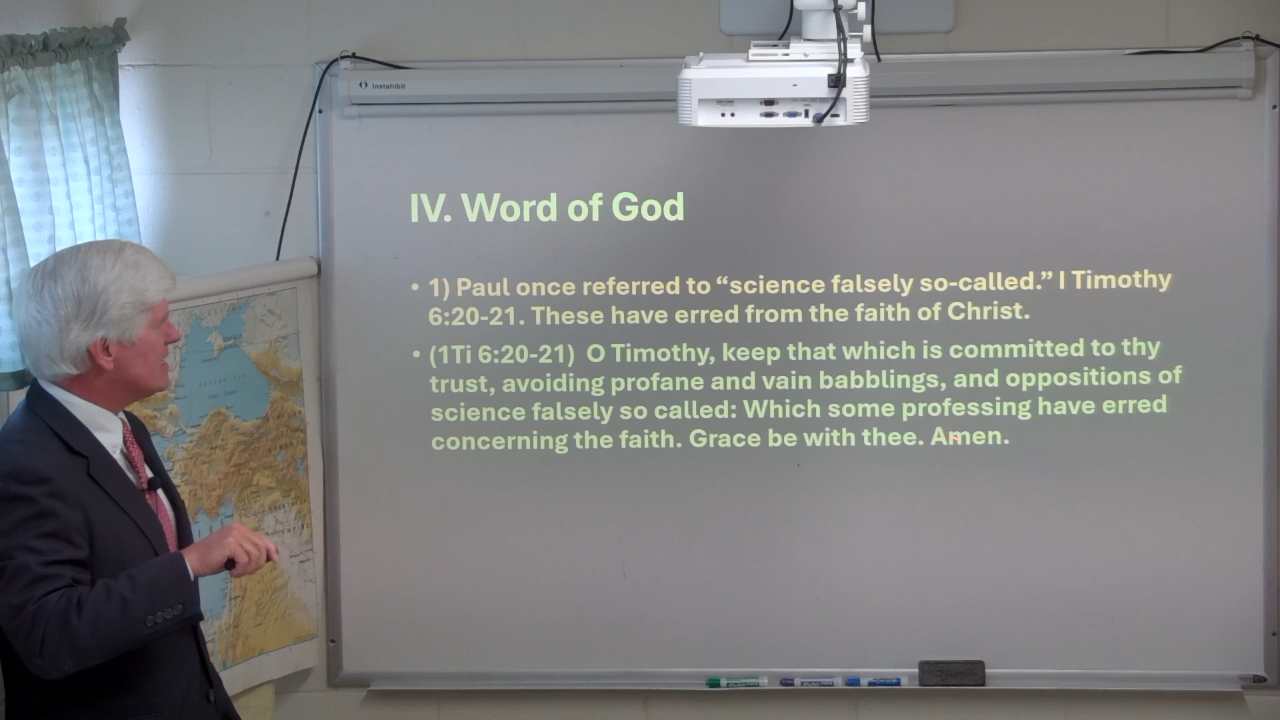 Instahibit
IV. Word of God
• 1) Paul once referred to “science falsely so-called.” I Timothy
6:20-21. These have erred from the faith of Christ.
• (1Ti 6:20-21) O Timothy, keep that which is committed to thy
trust, avoiding profane and vain babblings, and oppositions of
science falsely so called: Which some professing have erred
concerning the faith. Grace be with thee. Amen.